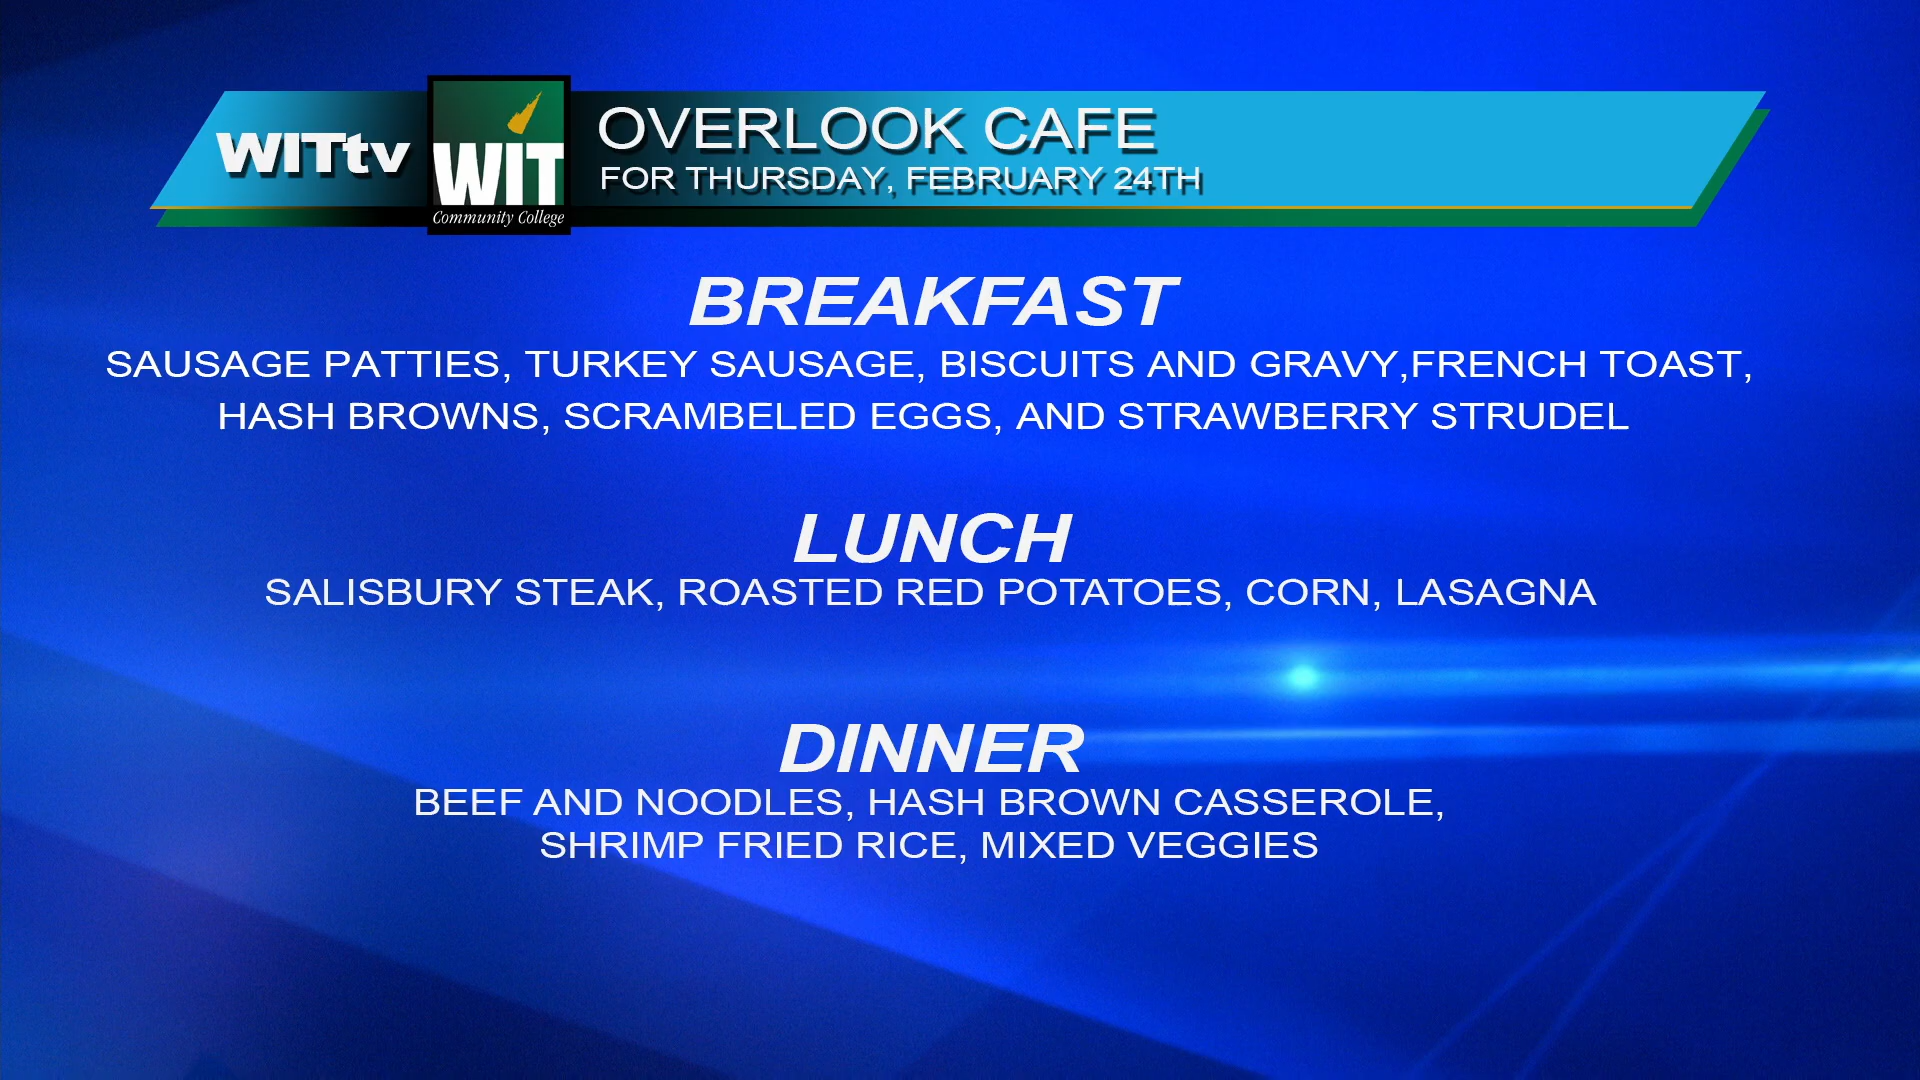 WITtv
WIT
Community College
OVERLOOK CAFE
FOR THURSDAY, FEBRUARY 24TH
BREAKFAST
SAUSAGE PATTIES, TURKEY SAUSAGE, BISCUITS AND GRAVY,FRENCH TOAST,
HASH BROWNS, SCRAMBELED EGGS, AND STRAWBERRY STRUDEL
LUNCH
SALISBURY STEAK, ROASTED RED POTATOES, CORN, LASAGNA
DINNER
BEEF AND NOODLES, HASH BROWN CASSEROLE,
SHRIMP FRIED RICE, MIXED VEGGIES